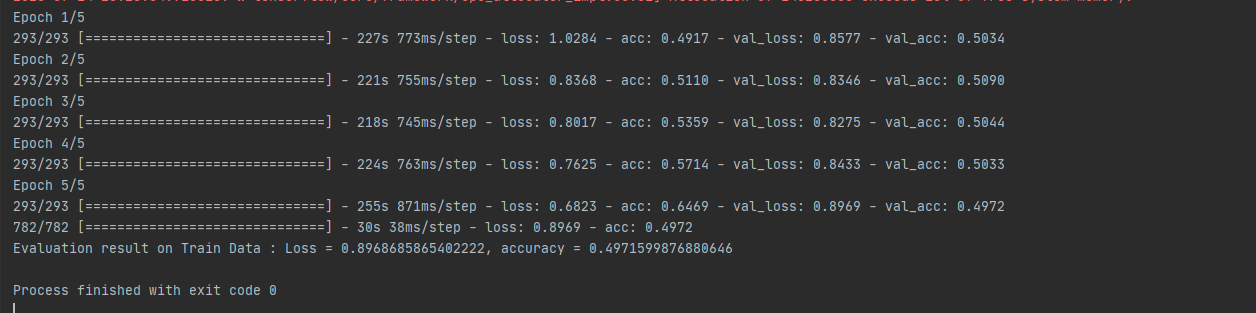 Epoch 1/5
293/293 [==============================] - 227s 773ms/step - loss: 1.0284 - acc: 0.4917 - val_loss: 0.8577 - val_acc: 0.5034
Epoch 2/5
293/293 [==============================] - 221s 755ms/step - loss: 0.8368 - acc: 0.5110 - val_loss: 0.8346 - val_acc: 0.5090
Epoch 3/5
293/293 [==============================] - 218s 745ms/step - loss: 0.8017 - acc: 0.5359 - val_loss: 0.8275 - val_acc: 0.5044
Epoch 4/5
293/293 [==============================] - 224s 763ms/step - loss: 0.7625 - acc: 0.5714 - val_loss: 0.8433 - val_acc: 0.5033
Epoch 5/5
293/293 [==============================] - 255s 871ms/step - loss: 0.6823 - acc: 0.6469 - val_loss: 0.8969 - val_acc: 0.4972
782/782 [==============================] - 30s 38ms/step - loss: 0.8969 - acc: 0.4972
Evaluation result on Train Data : Loss = 0.8968685865402222, accuracy = 0.4971599876880646
Process finished with exit code 0